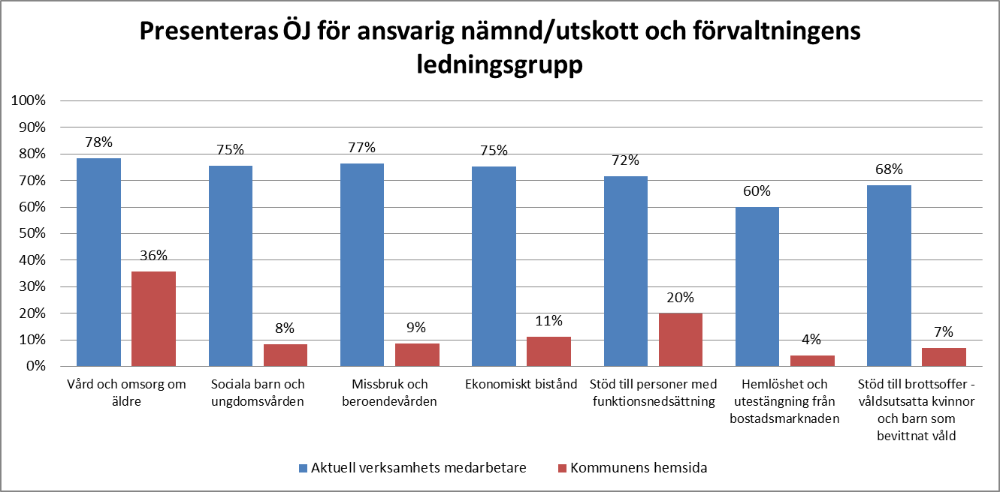 Presenteras ÖJ för ansvarig nämnd/utskott och förvaltningens
ledningsgrupp
100%
90%
80%
70%
60%
50%
40%
30%
20%
10%
0%
78%
36%
75%
8%
77%
9%
75%
11%
72%
20%
60%
4%
68%
7%
Vård och omsorg om
äldre
Sociala barn och
ungdomsvården
Missbruk och
beroendevården
Ekonomiskt bistånd
Stöd till personer med
funktionsnedsättning
Hemlöshet och
utestängning från
bostadsmarknaden
Stöd till brottsoffer -
våldsutsatta kvinnor
och barn som
bevittnat våld
Aktuell verksamhets medarbetare
Kommunens hemsida